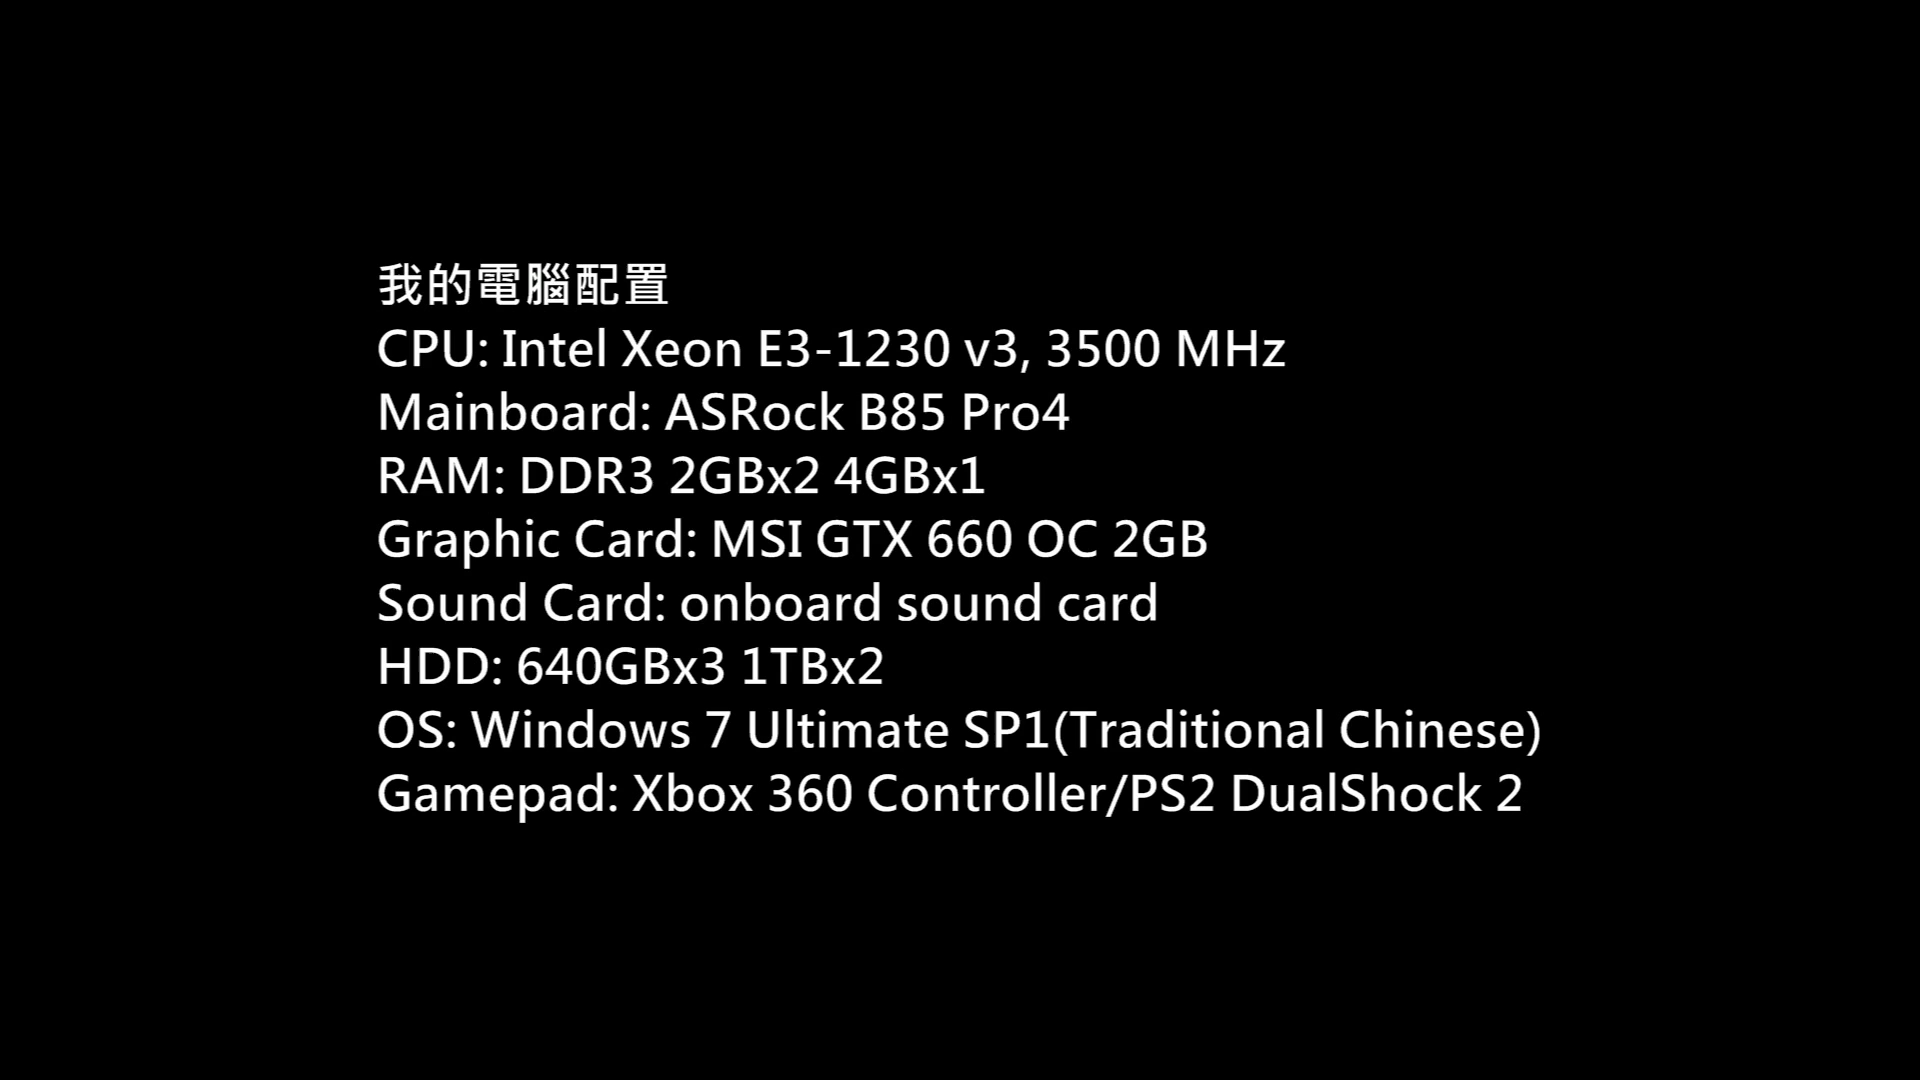 我的電腦配置
CPU: Intel Xeon E3-1230 v3, 3500 MHz
Mainboard: ASRock B85 Pro4
RAM: DDR3 2GBx2 4GBx1
Graphic Card: MSI GTX 660 OC 2GB
Sound Card: onboard sound card
HDD: 640GBx3 1TBx2
OS: Windows 7 Ultimate SP1(Traditional Chinese)
Gamepad: Xbox 360 Controller/PS2 DualShock 2